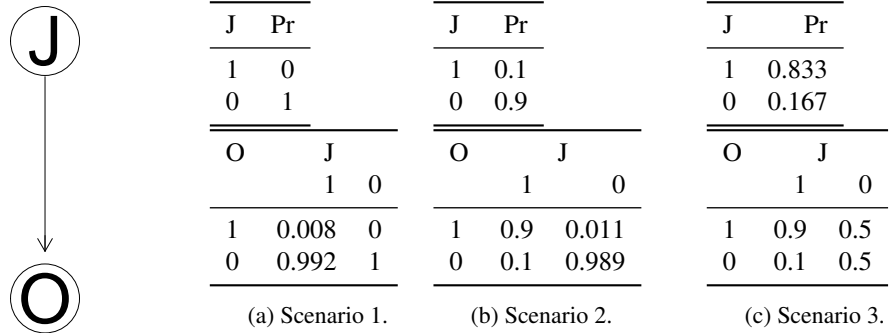 J
O
J Pr
1 0
0 1
O J
1 0
1 0.008 0
0 0.992 1
(a) Scenario 1.
J Pr
1 0.1
0 0.9
O J
1 0
1 0.9 0.011
0 0.1 0.989
(b) Scenario 2.
J Pr
1 0.833
0 0.167
O J
1 0
1 0.9 0.5
0 0.1 0.5
(c) Scenario 3.